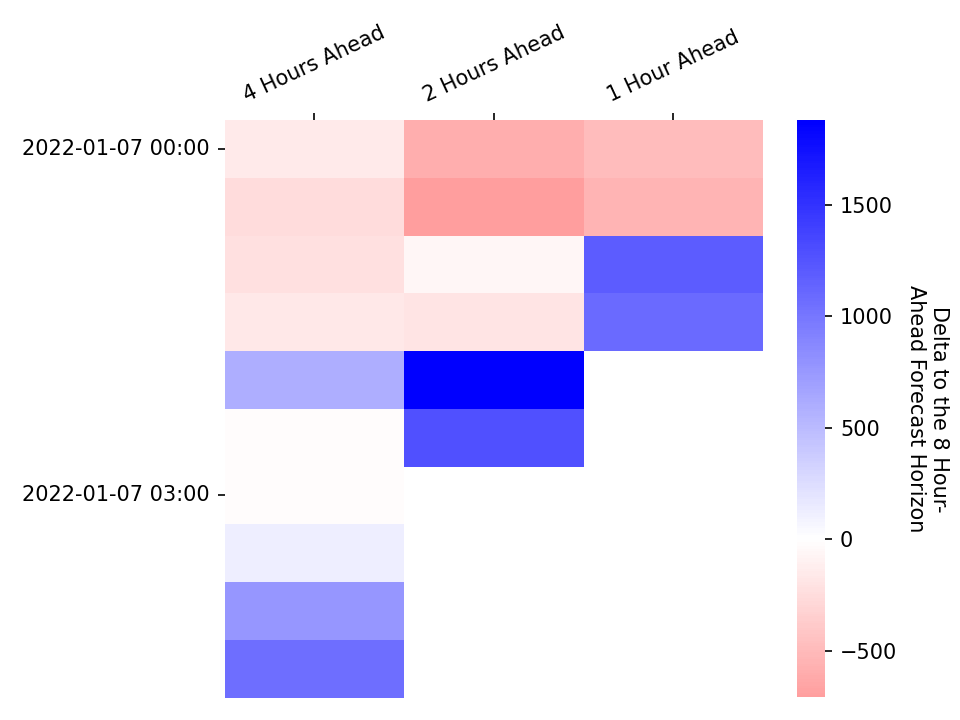 4 Hours Ahead
2 Hours Ahead
1 Hour Ahead
2022-01-07 00:00
2022-01-07 03:00
1500
1000
500
0
−500
Delta to the 8 Hour-
Ahead Forecast Horizon